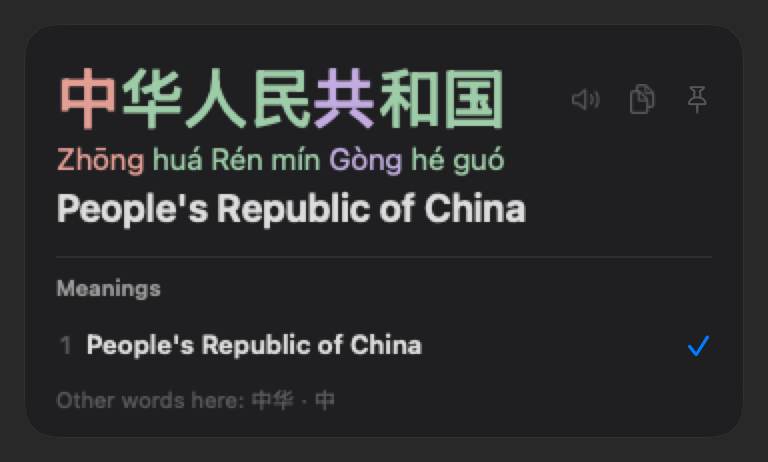 中华人民共和国
Zhōng huá Rén mín Gòng hé guó
People's Republic of China
Meanings
1 People's Republic of China
Other words here: 中华 · 中